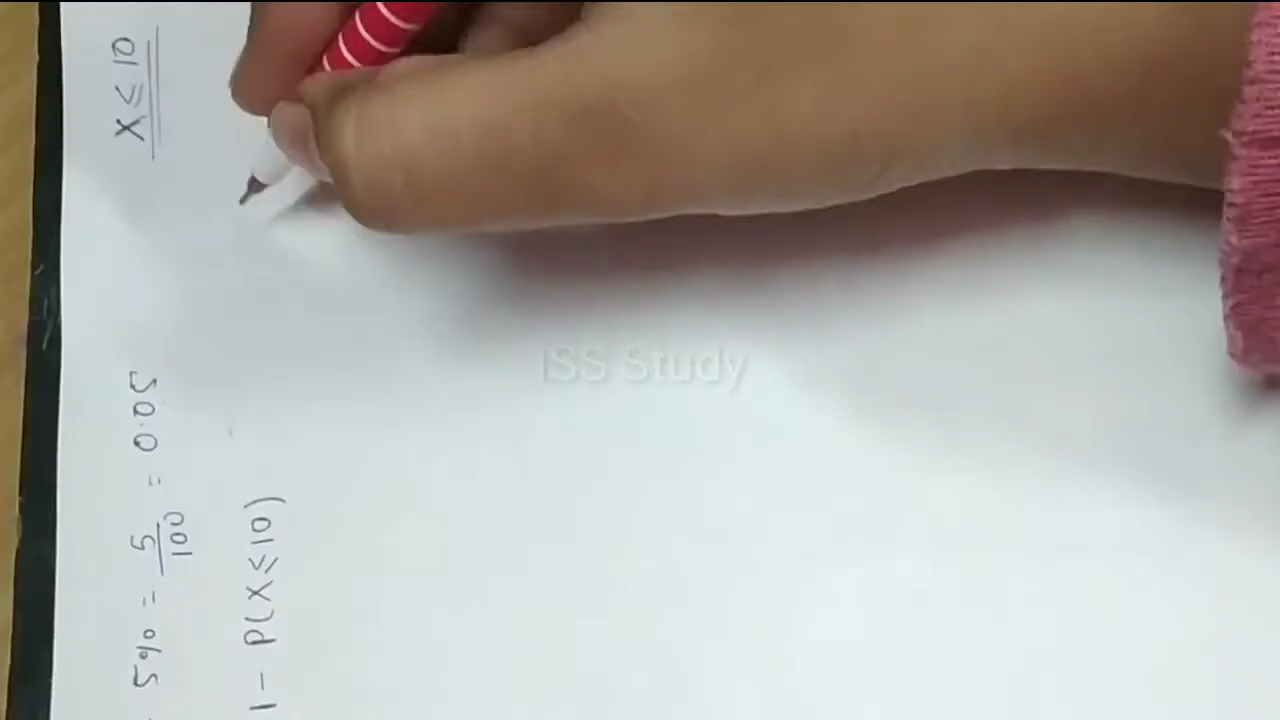 5% = 5/100 = 0.05
X ≤ 10
1 - P(X ≤ 10)
ISS Study